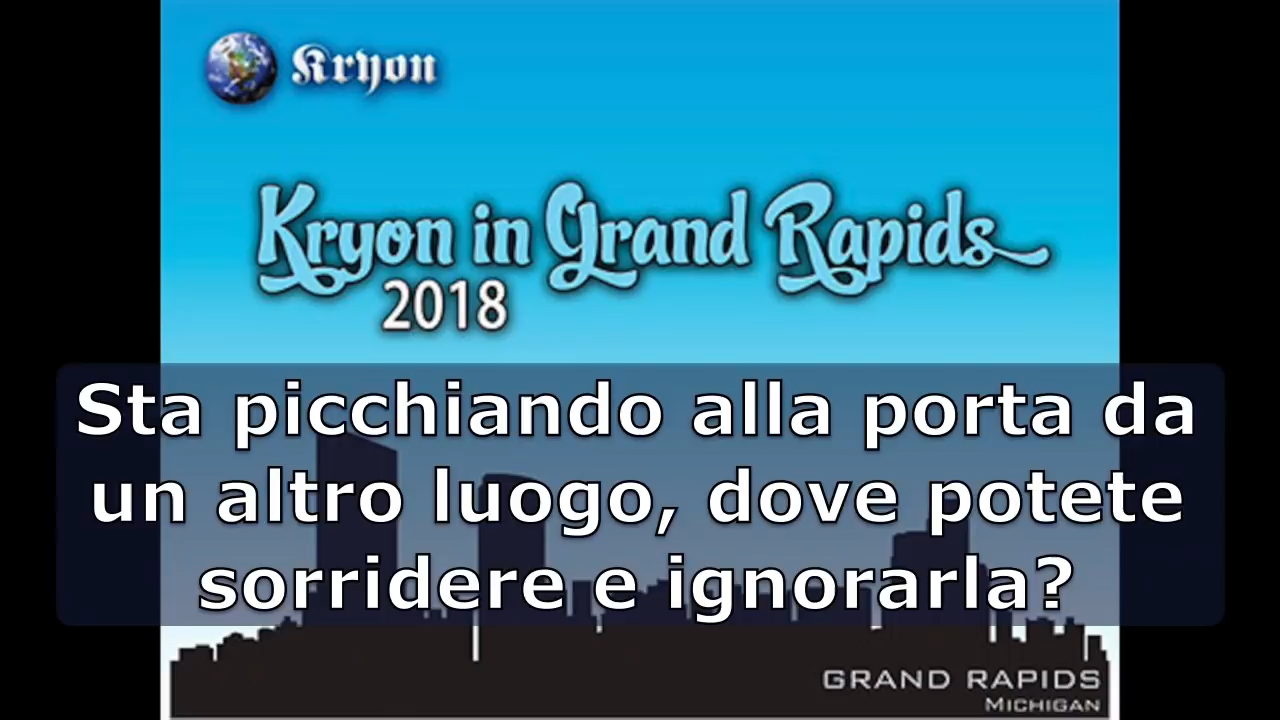 Kryon
Kryon in Grand Rapids
2018
Sta picchiando alla porta da
un altro luogo, dove potete
sorridere e ignorarla?
GRAND RAPIDS
MICHIGAN